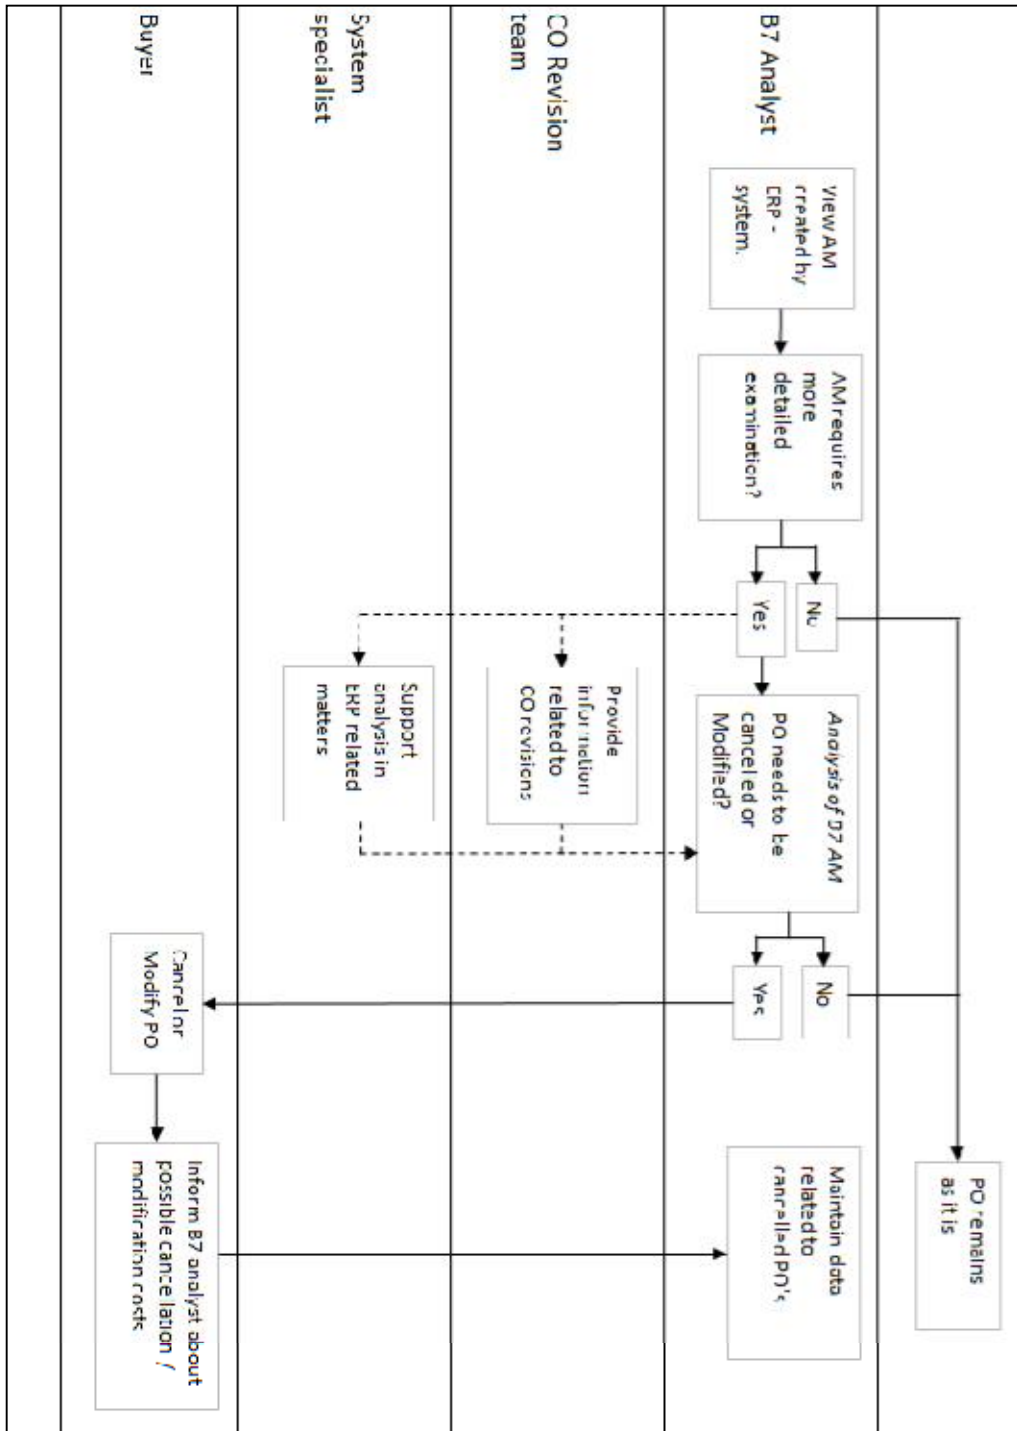 PO remains
as it is
B7 Analyst
View AM
created by
ERP -
system.
AM requires
more
detailed
examination?
No
Yes
Analysis of B7 AM
PO needs to be
canceled or
Modified?
No
Yes
Maintain data
related to
cancelled PO's
CO Revision
team
Provide
information
related to
CO revisions
System
specialist
Support
analysis in
ERP related
matters
Buyer
Cancel or
Modify PO
Inform B7 analyst about
possible cancellation /
modification costs